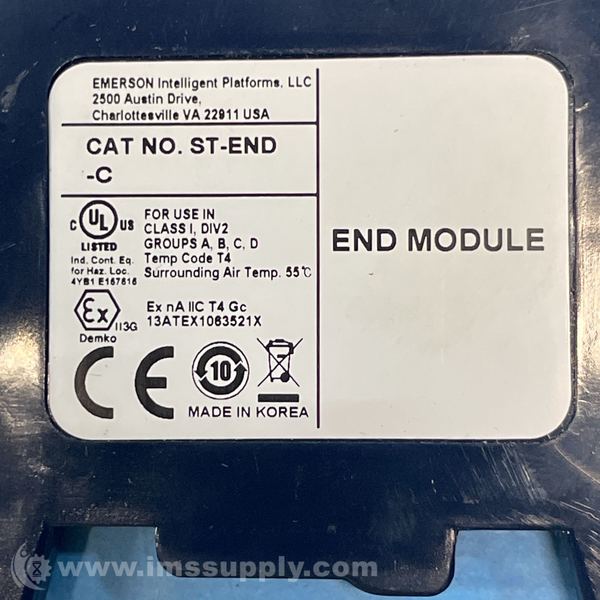 EMERSON Intelligent Platforms, LLC
2500 Austin Drive,
Charlottesville VA 22911 USA
CAT NO. ST-END
-C
C UL US
LISTED
Ind. Cont. Eq.
for Haz. Loc.
4YB1 E167616
FOR USE IN
CLASS I, DIV2
GROUPS A, B, C, D
Temp Code T4
Surrounding Air Temp. 55℃
Ex II3G
Demko
Ex nA IIC T4 Gc
13ATEX1063521X
CE
10
MADE IN KOREA
END MODULE
www.imssupply.com